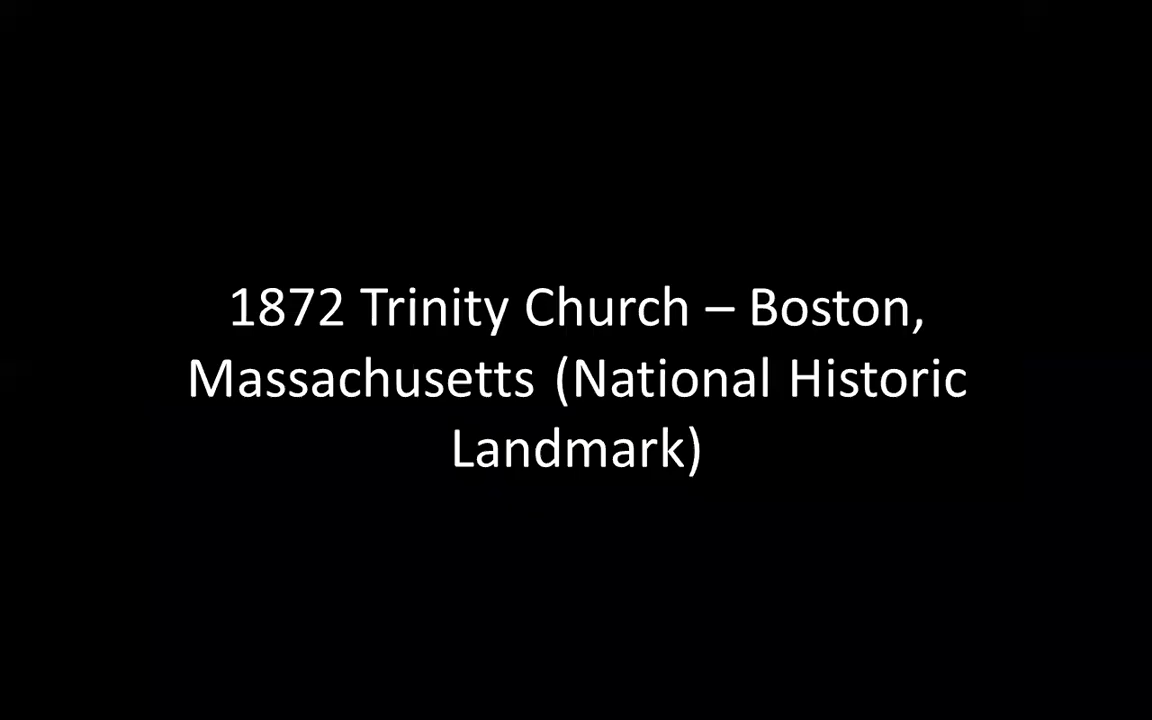 1872 Trinity Church – Boston,
Massachusetts (National Historic
Landmark)